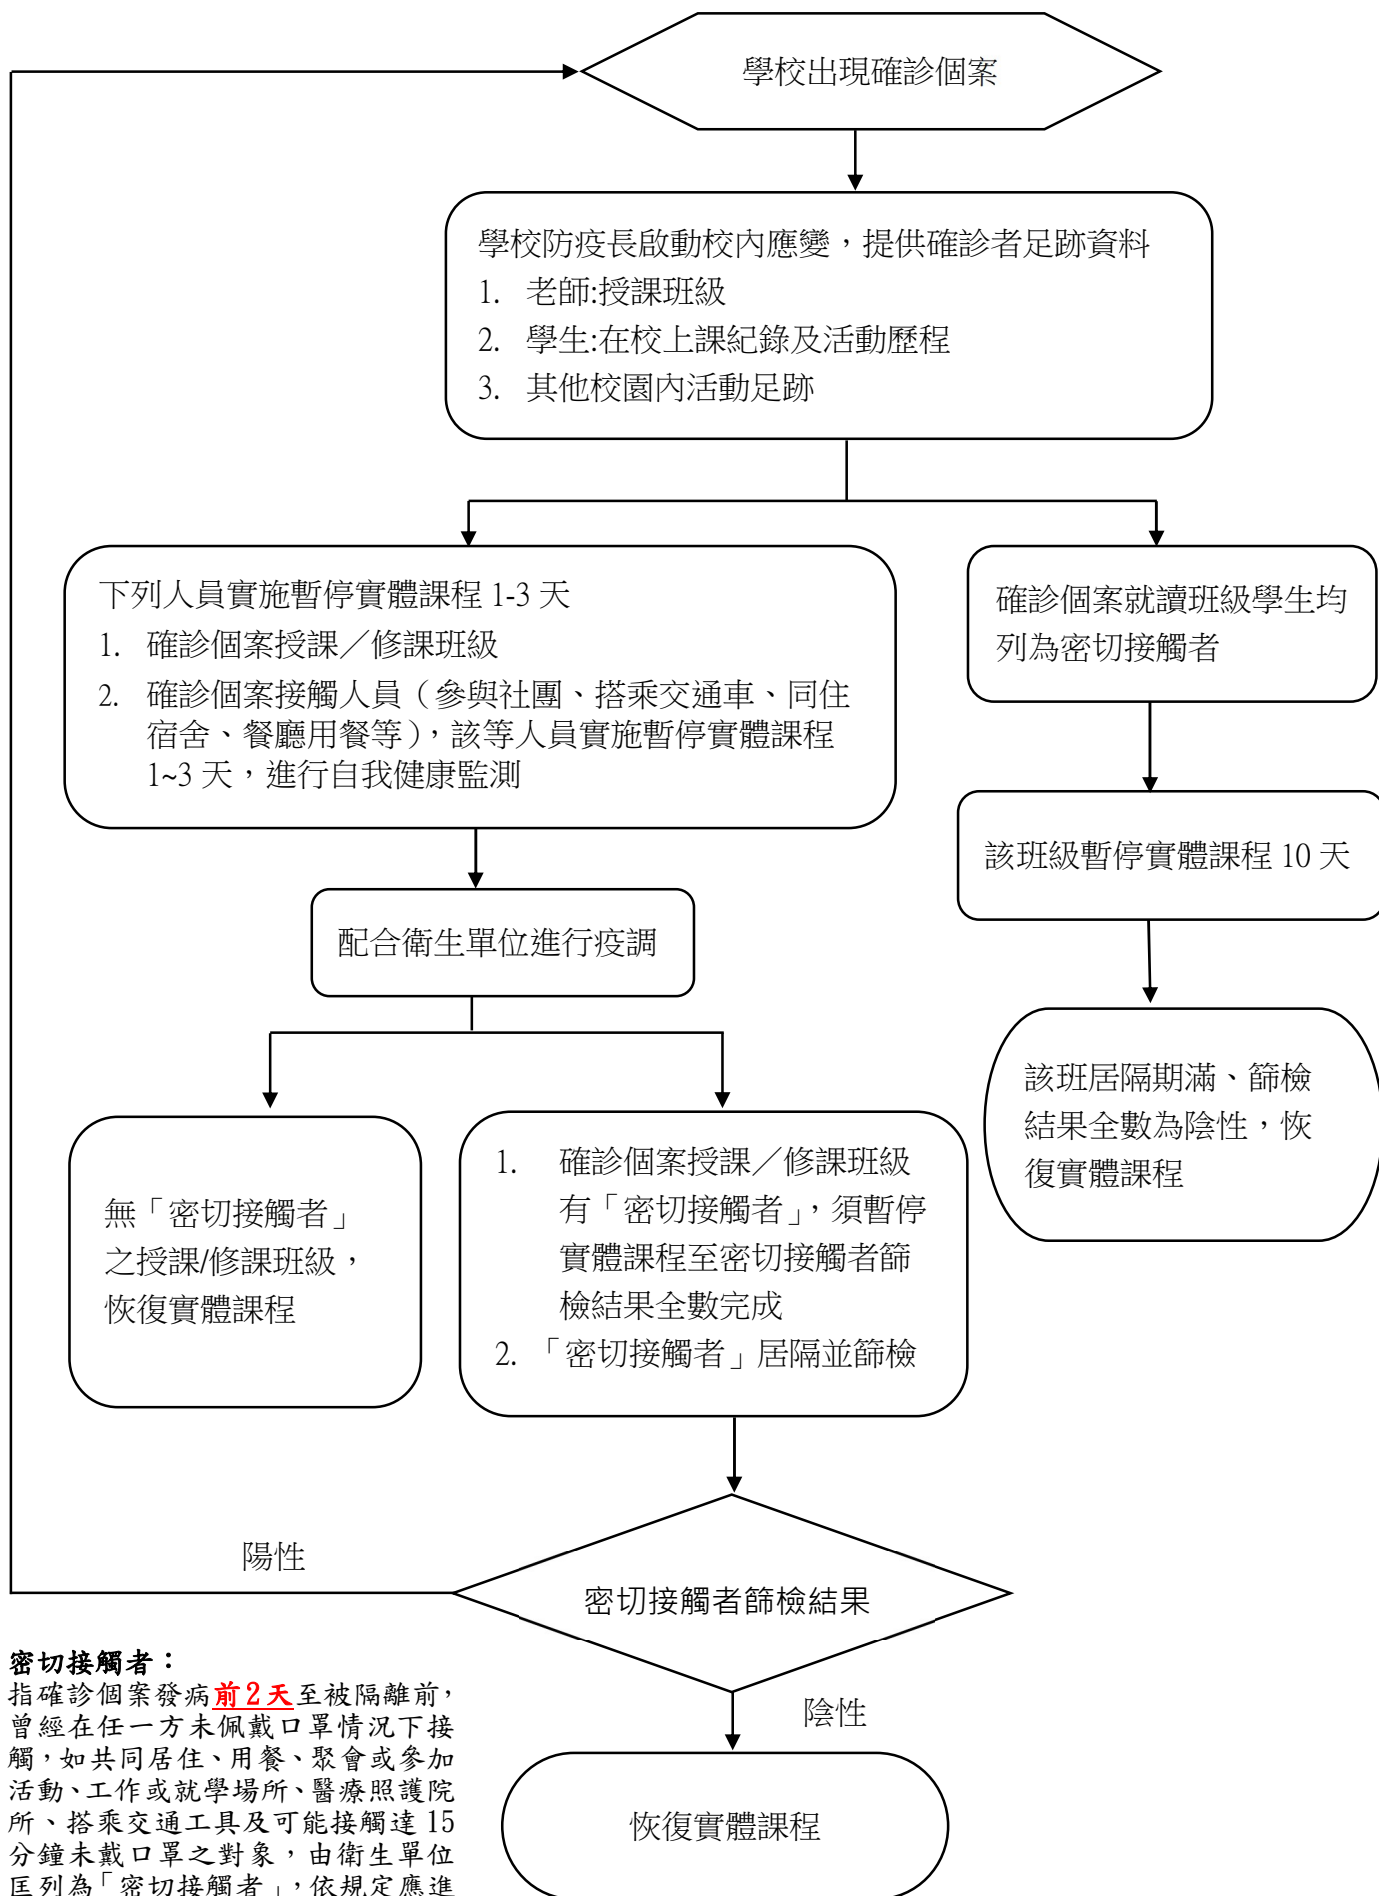 學校出現確診個案
學校防疫長啟動校內應變，提供確診者足跡資料
1. 老師:授課班級
2. 學生:在校上課紀錄及活動歷程
3. 其他校園內活動足跡
下列人員實施暫停實體課程 1-3 天
1. 確診個案授課／修課班級
2. 確診個案接觸人員（參與社團、搭乘交通車、同住
宿舍、餐廳用餐等），該等人員實施暫停實體課程
1~3 天，進行自我健康監測
確診個案就讀班級學生均
列為密切接觸者
該班級暫停實體課程 10 天
配合衛生單位進行疫調
該班居隔期滿、篩檢
結果全數為陰性，恢
復實體課程
無「密切接觸者」
之授課/修課班級，
恢復實體課程
1. 確診個案授課／修課班級
有「密切接觸者」，須暫停
實體課程至密切接觸者篩
檢結果全數完成
2. 「密切接觸者」居隔並篩檢
陽性
密切接觸者篩檢結果
陰性
恢復實體課程
密切接觸者：
指確診個案發病前2天至被隔離前，
曾經在任一方未佩戴口罩情況下接
觸，如共同居住、用餐、聚會或參加
活動、工作或就學場所、醫療照護院
所、搭乘交通工具及可能接觸達 15
分鐘未戴口罩之對象，由衛生單位
匡列為「密切接觸者」，依規定應進